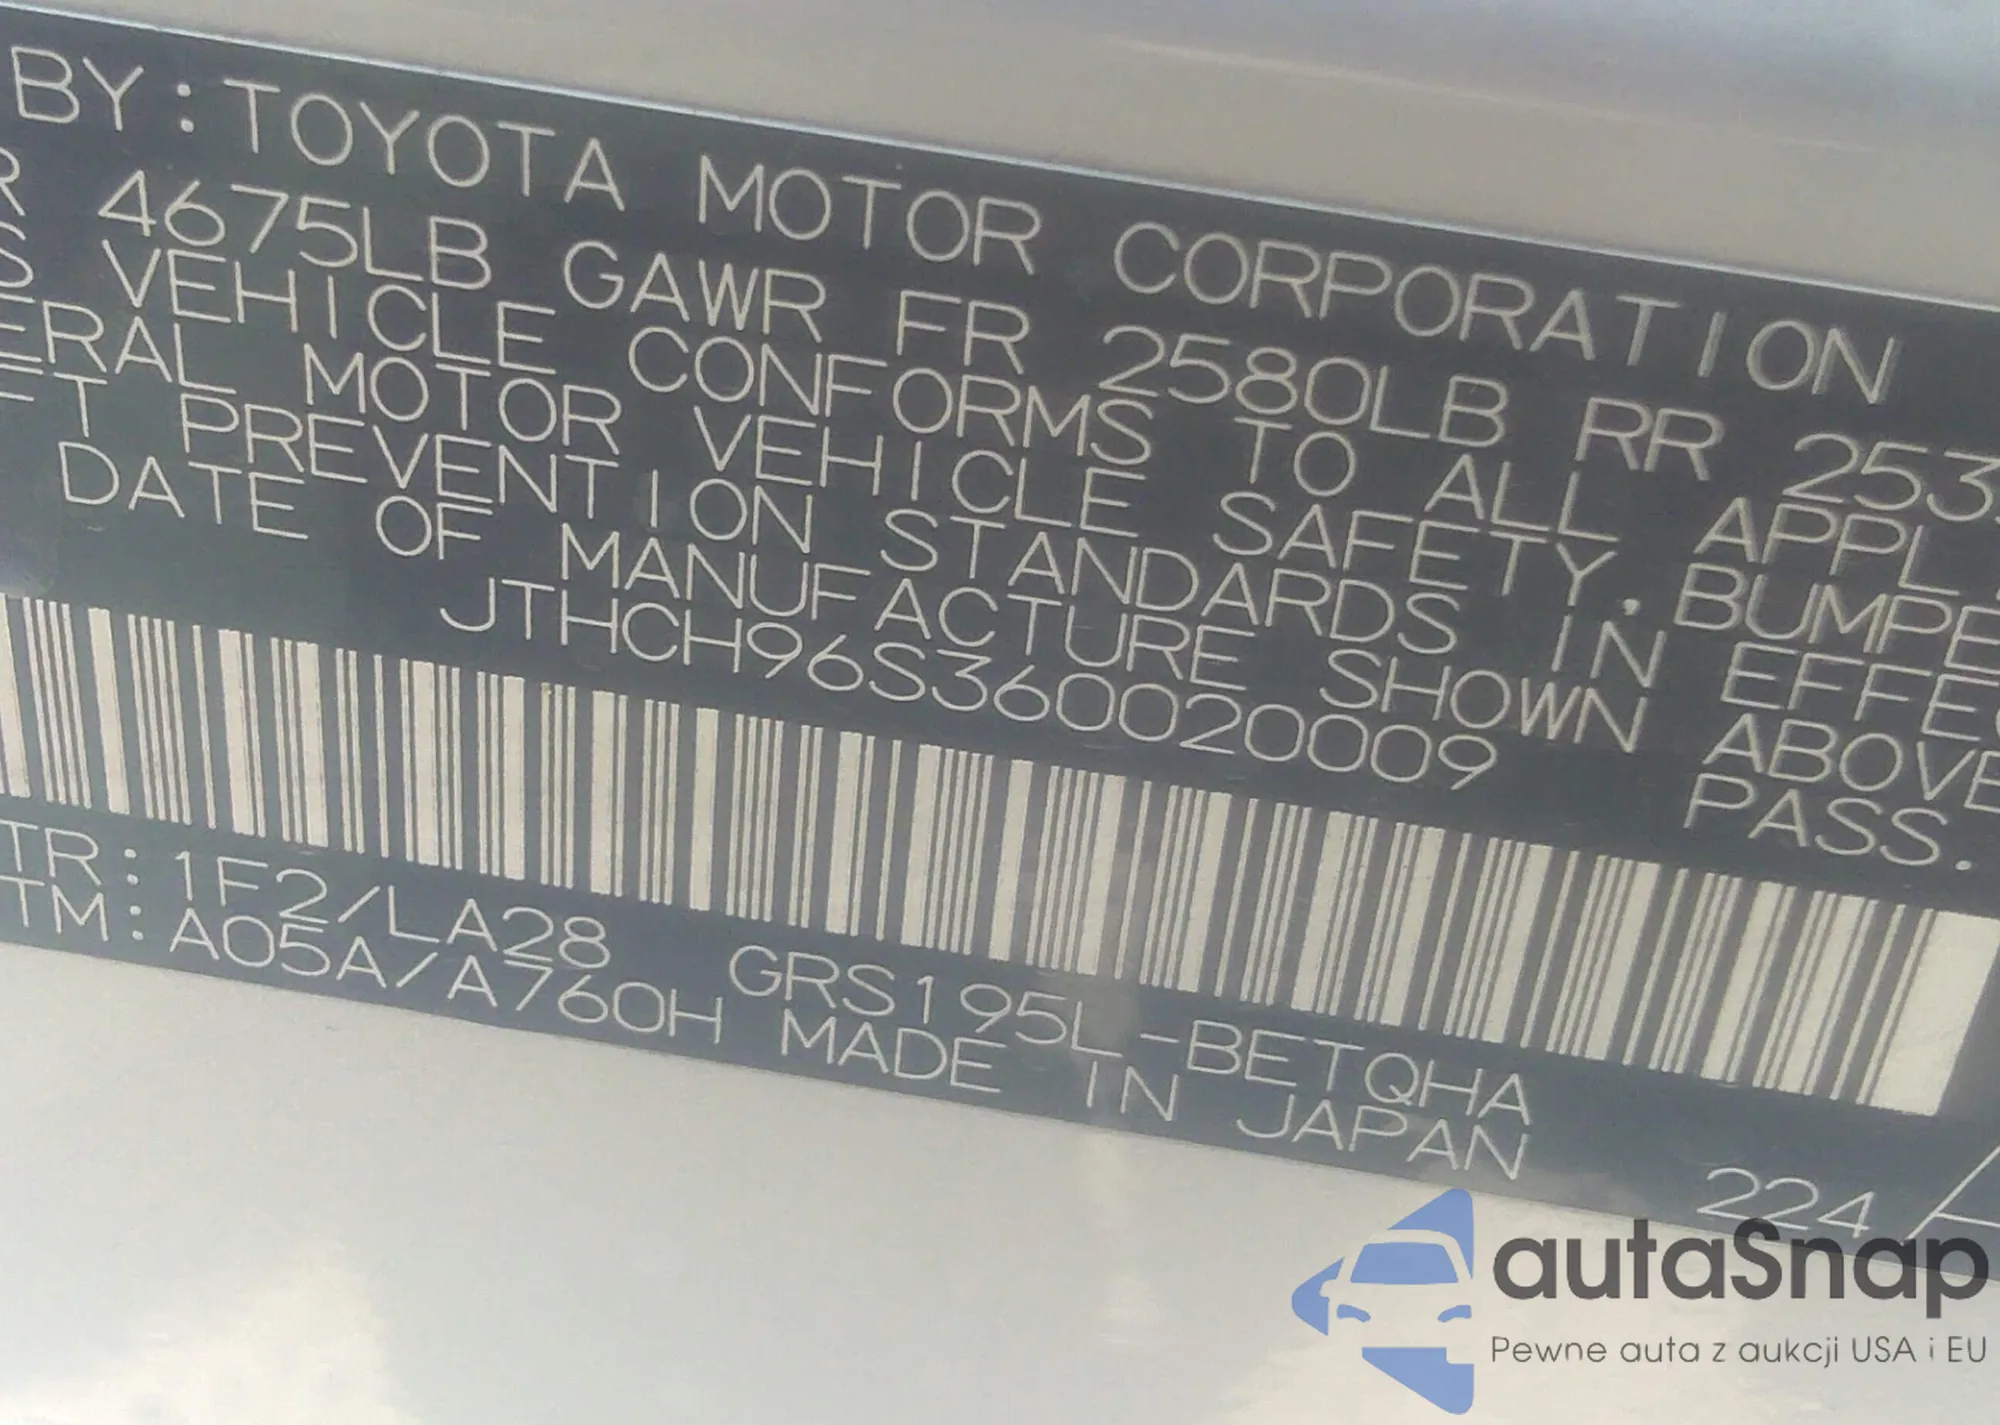 BY: TOYOTA MOTOR CORPORATION
R 4675LB GAWR FR 2580LB RR 253
S VEHICLE CONFORMS TO ALL APPL
ERAL MOTOR VEHICLE SAFETY, BUMPE
FT PREVENTION STANDARDS IN EFFEC
DATE OF MANUFACTURE SHOWN ABOVE
JTHCH96S360020009 PASS.
TR: 1F2/LA28 GRS195L-BETQHA
TM: A05A/A760H MADE IN JAPAN
224
autaSnap
Pewne auta z aukcji USA i EU